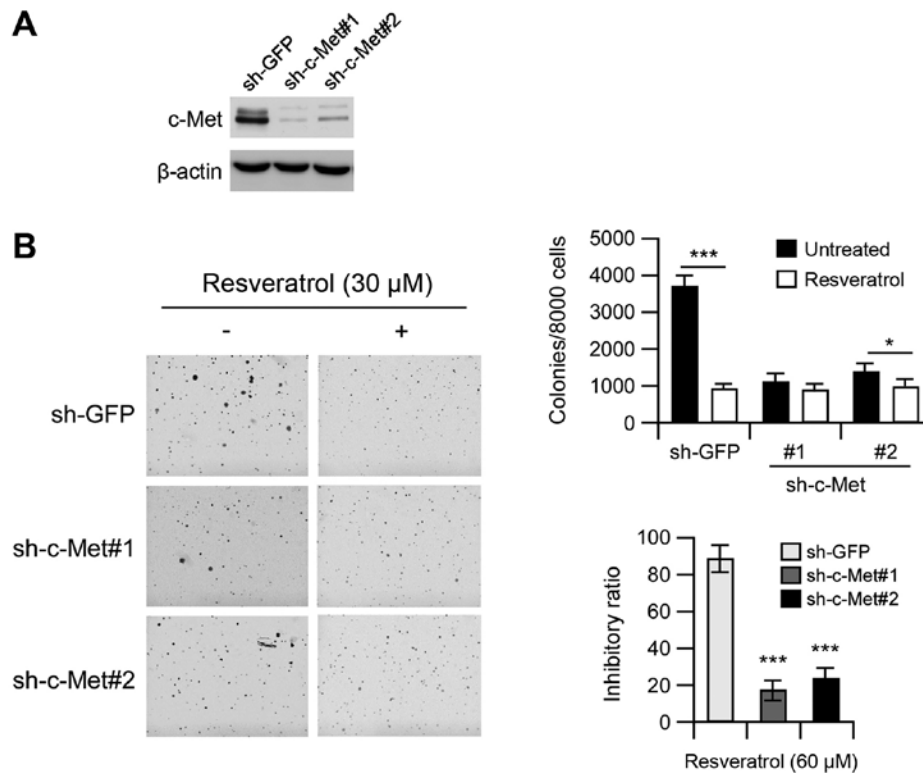 A
sh-GFP
sh-c-Met#1
sh-c-Met#2
c-Met
β-actin
B
Resveratrol (30 μM)
- +
sh-GFP
sh-c-Met#1
sh-c-Met#2
Colonies/8000 cells
5000
4000
3000
2000
1000
0
***
*
Untreated
Resveratrol
sh-GFP #1 #2
sh-c-Met
Inhibitory ratio
100
80
60
40
20
0
*** ***
sh-GFP
sh-c-Met#1
sh-c-Met#2
Resveratrol (60 μM)